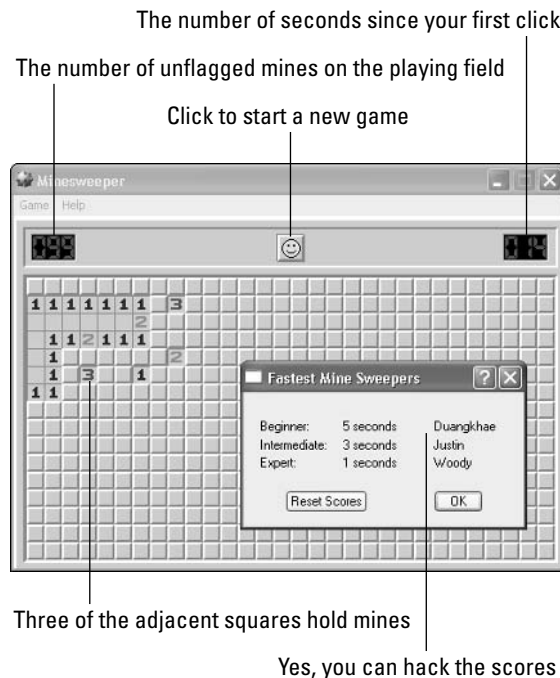 The number of seconds since your first click
The number of unflagged mines on the playing field
Click to start a new game
Minesweeper
Game Help
1 1 1 1 1 1 1 3
2
1 1 2 1 1 1
1 2
1 3 1
1 1
Fastest Mine Sweepers
Beginner: 5 seconds Duangkhae
Intermediate: 3 seconds Justin
Expert: 1 seconds Woody
Reset Scores OK
Three of the adjacent squares hold mines
Yes, you can hack the scores